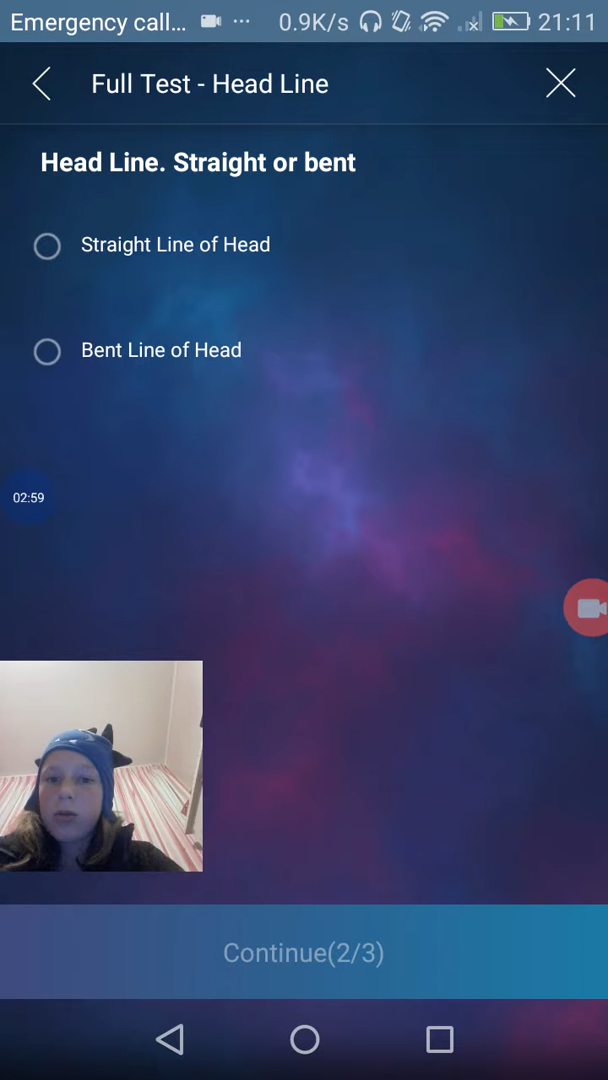 Emergency call... ... 0.9K/s 21:11
Full Test - Head Line
Head Line. Straight or bent
Straight Line of Head
Bent Line of Head
02:59
Continue(2/3)